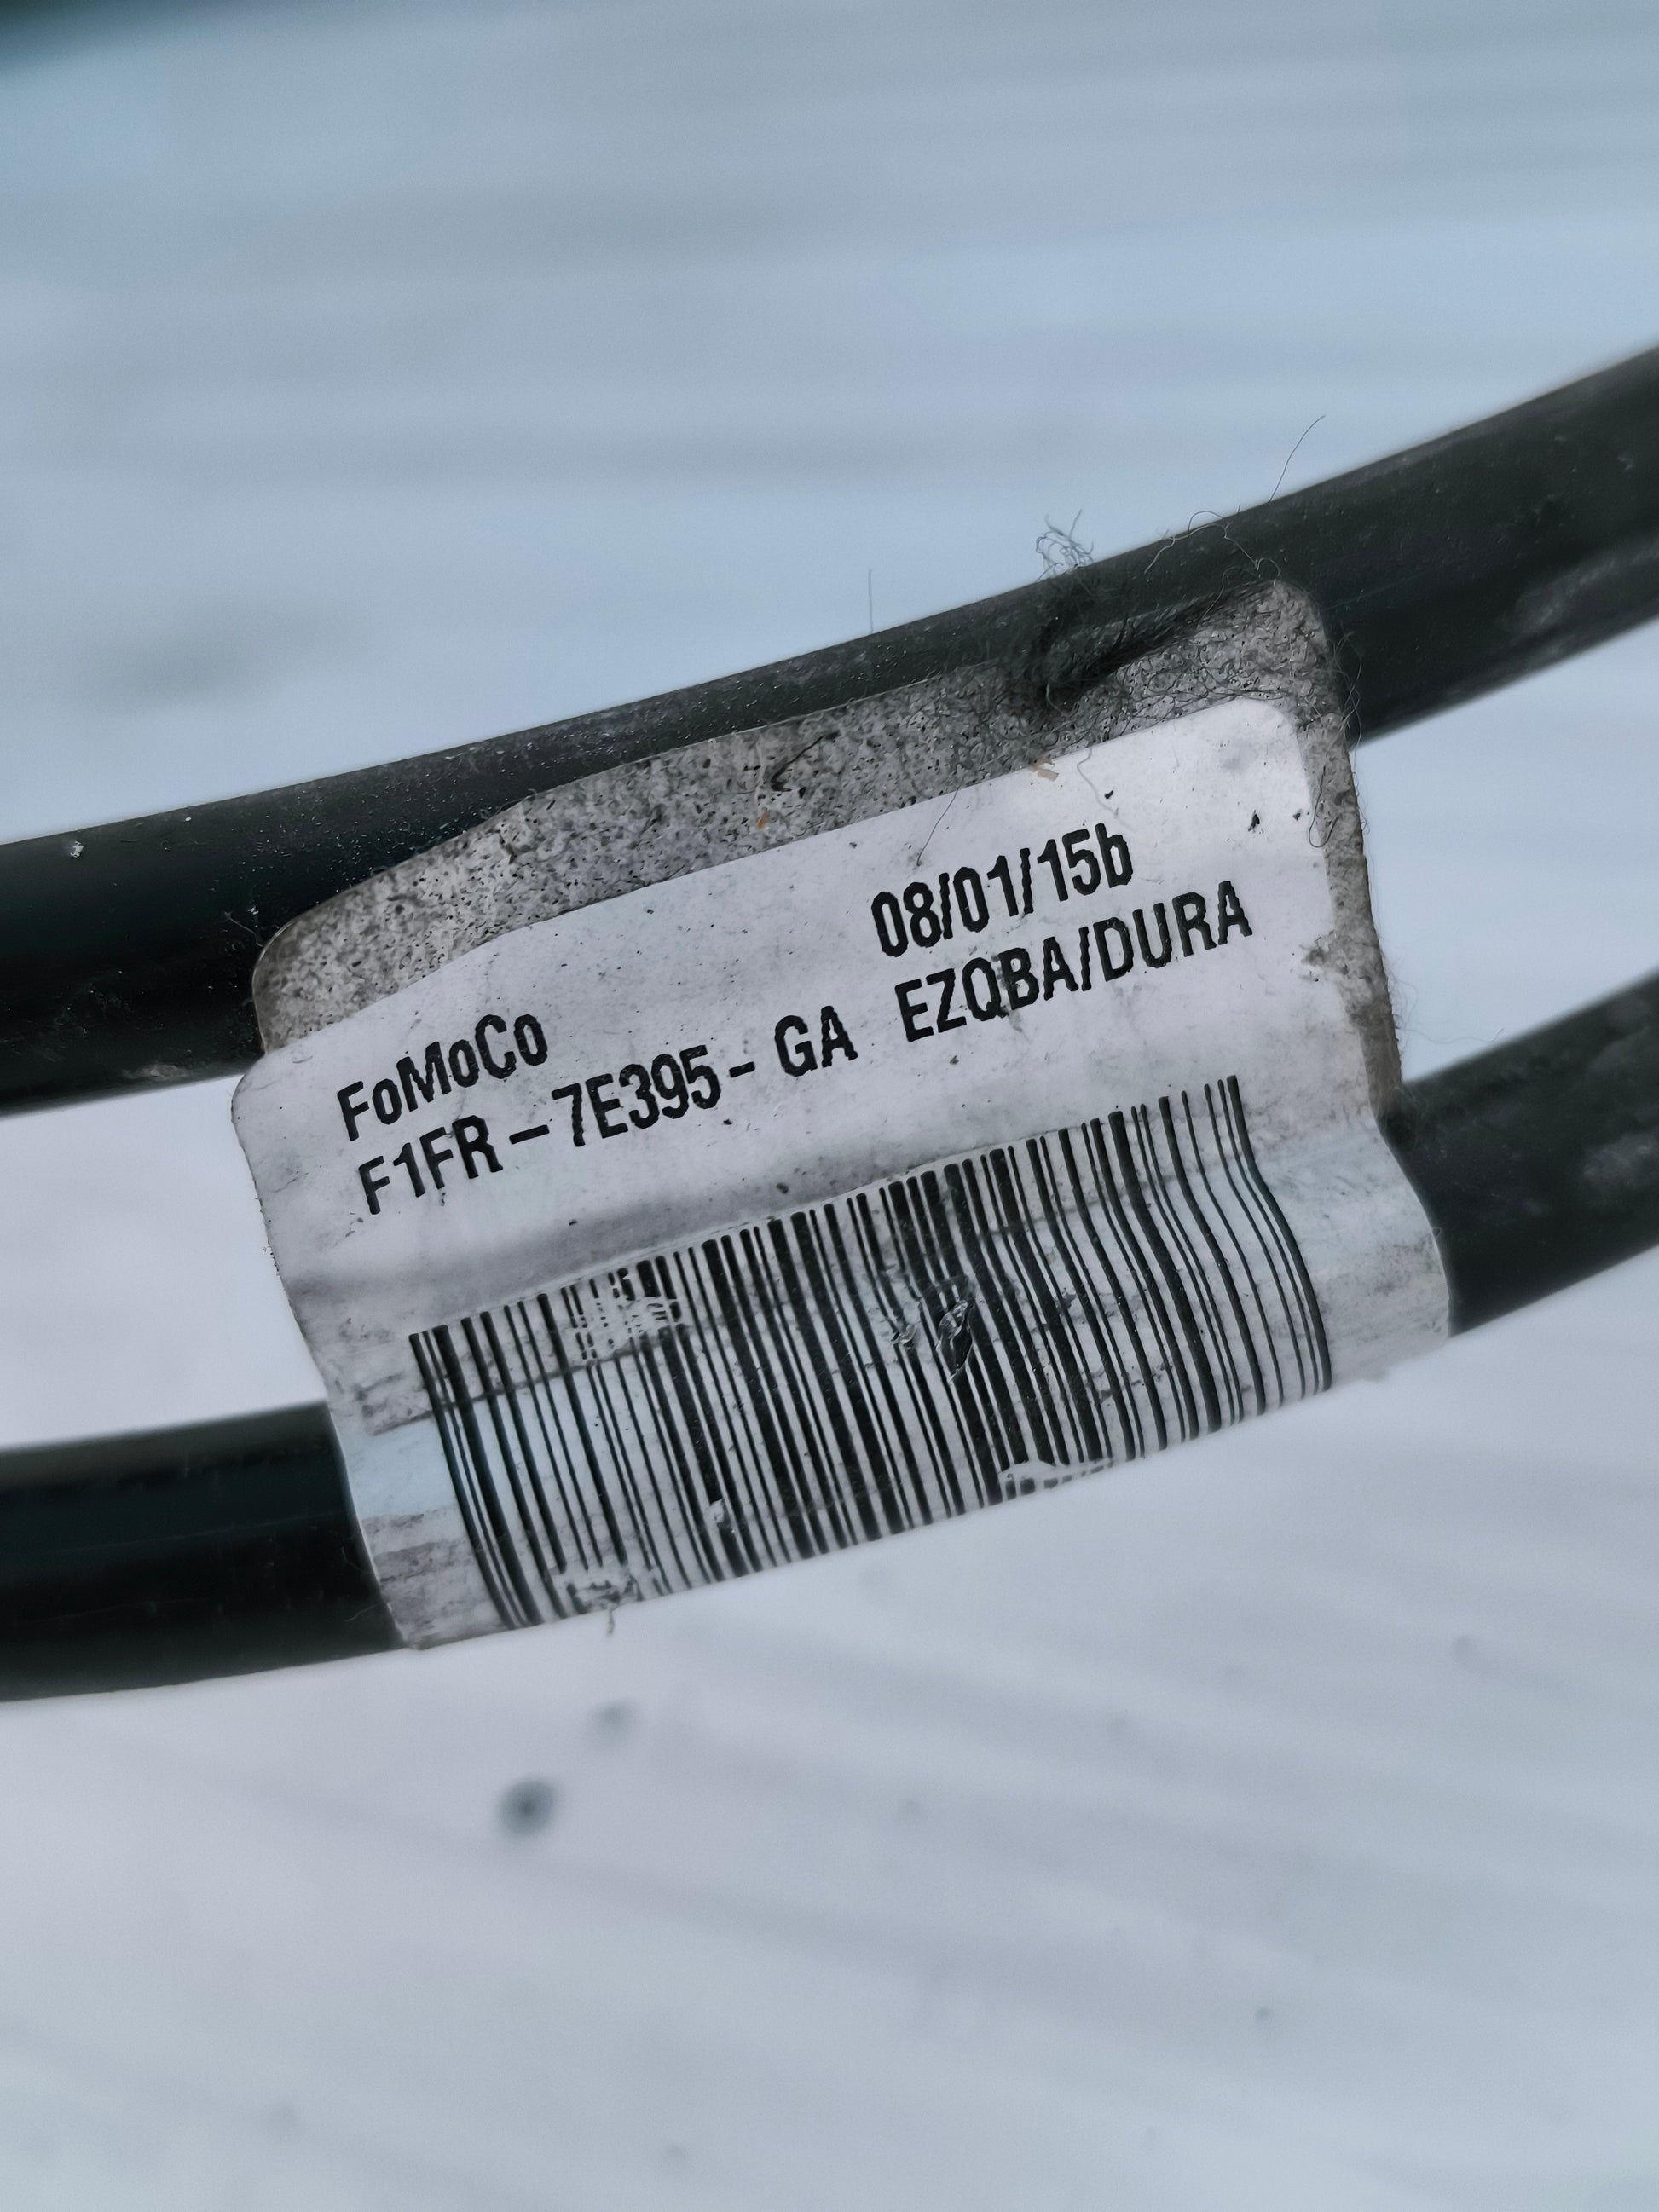 08/01/15b
FoMoCo
F1FR - 7E395 - GA EZQBA/DURA